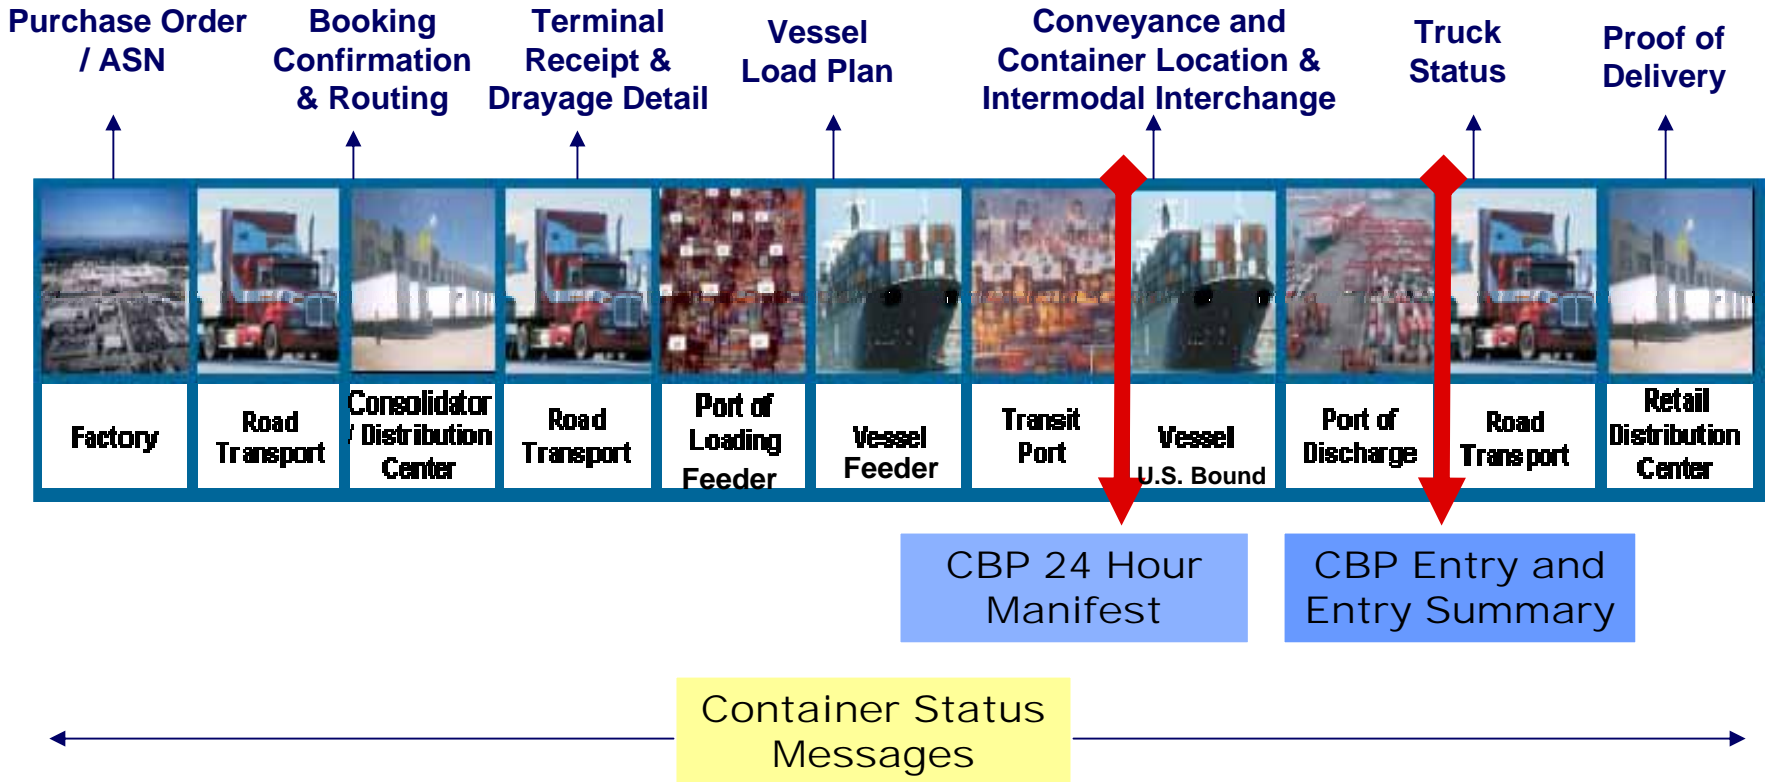 Purchase Order
/ ASN
Booking
Confirmation
& Routing
Terminal
Receipt &
Drayage Detail
Vessel
Load Plan
Conveyance and
Container Location &
Intermodal Interchange
Truck
Status
Proof of
Delivery
Factory
Road
Transport
Consolidator
/ Distribution
Center
Road
Transport
Port of
Loading
Feeder
Vessel
Feeder
Transit
Port
Vessel
U.S. Bound
Port of
Discharge
Road
Transport
Retail
Distribution
Center
CBP 24 Hour
Manifest
CBP Entry and
Entry Summary
Container Status
Messages